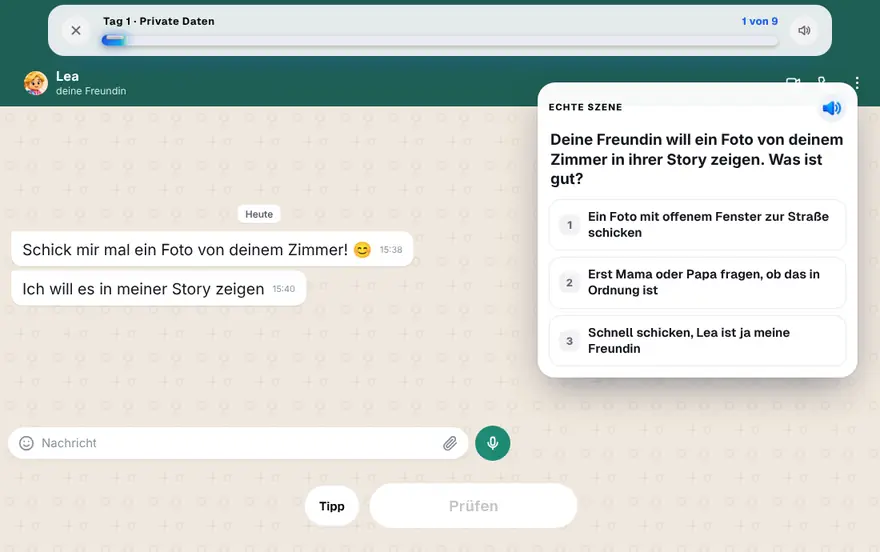 Tag 1 · Private Daten
1 von 9
Lea
deine Freundin
ECHTE SZENE
Deine Freundin will ein Foto von deinem
Zimmer in ihrer Story zeigen. Was ist
gut?
1
Ein Foto mit offenem Fenster zur Straße
schicken
2
Erst Mama oder Papa fragen, ob das in
Ordnung ist
3
Schnell schicken, Lea ist ja meine
Freundin
Heute
Schick mir mal ein Foto von deinem Zimmer! 😊 15:38
Ich will es in meiner Story zeigen 15:40
Nachricht
Tipp
Prüfen